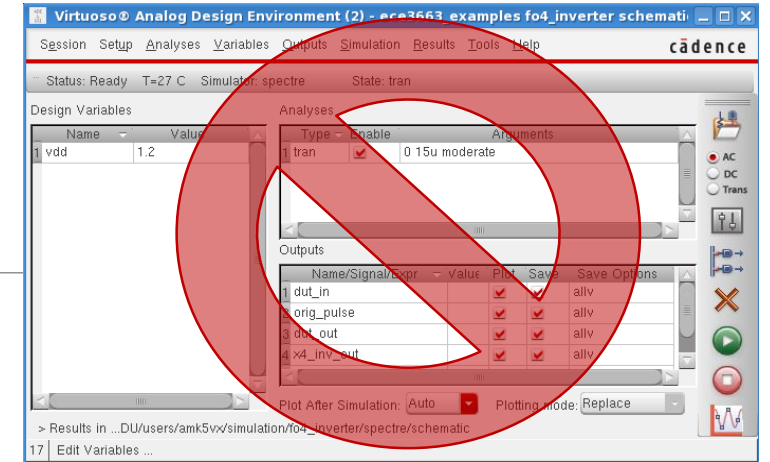 Virtuoso® Analog Design Environment (2) - ece3663_examples fo4_inverter schemati
Session Setup Analyses Variables Outputs Simulation Results Tools Help cādence
Status: Ready T=27 C Simulator: spectre State: tran
Design Variables
Name Value
1 vdd 1.2
Analyses
Type Enable Arguments
1 tran 0 15u moderate
AC
DC
Trans
Outputs
Name/Signal/Expr Value Plot Save Save Options
1 dut_in allv
2 orig_pulse allv
3 dut_out allv
4 x4_inv_out allv
Plot After Simulation: Auto Plotting mode: Replace
> Results in ...DU/users/amk5vx/simulation/fo4_inverter/spectre/schematic
17 Edit Variables ...